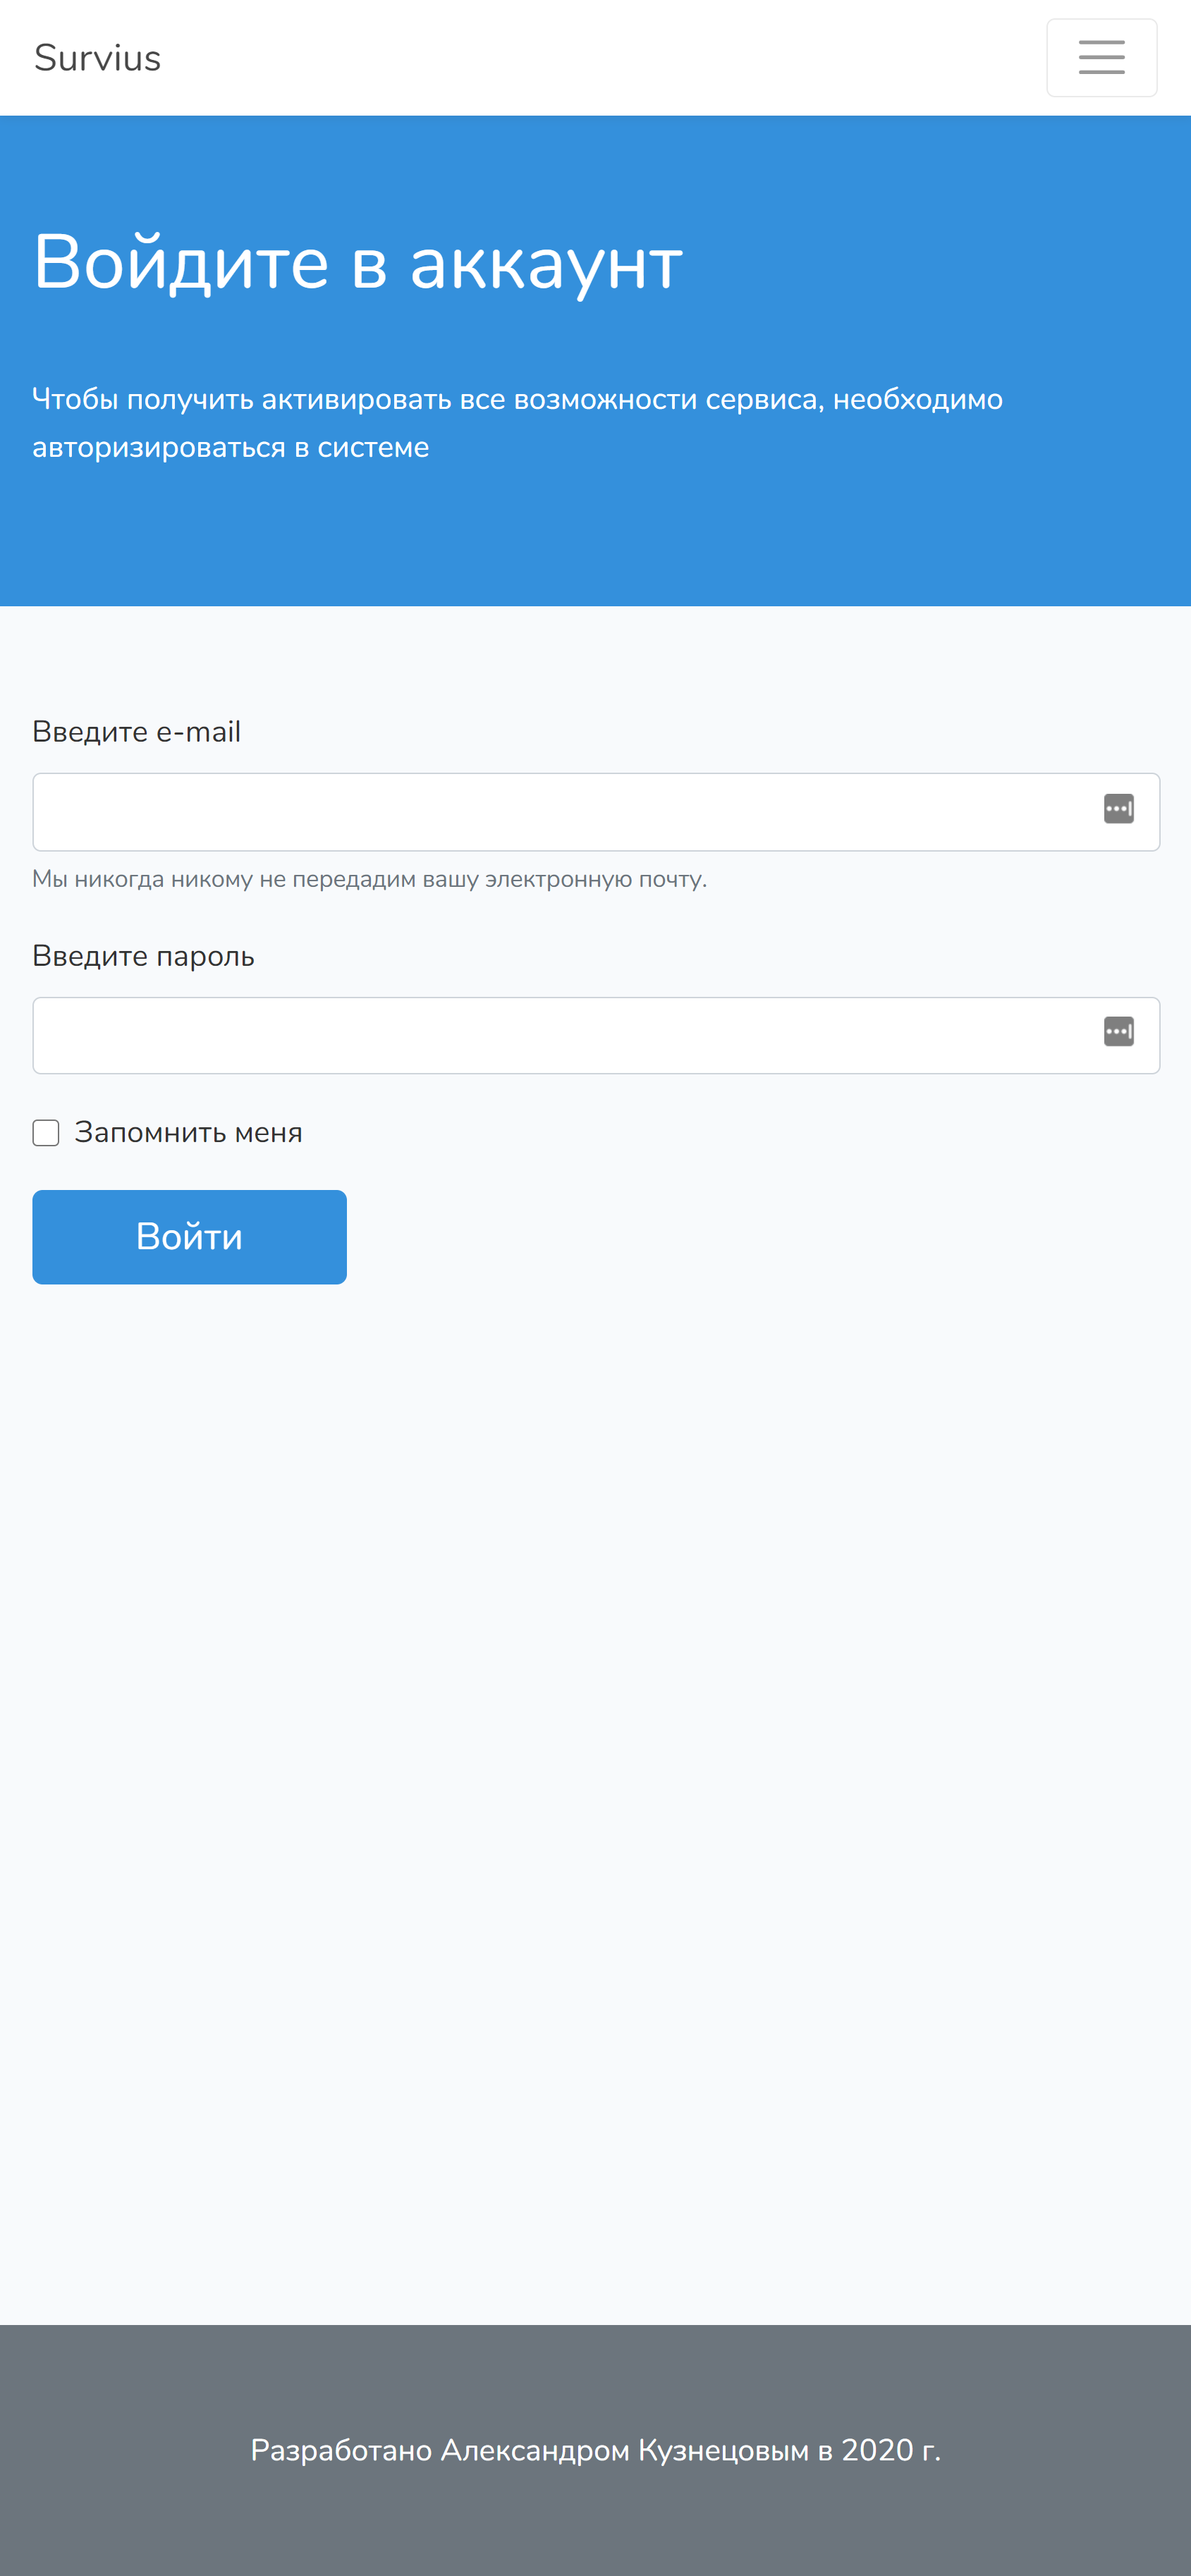 Survius
Войдите в аккаунт
Чтобы получить активировать все возможности сервиса, необходимо
авторизироваться в системе
Введите e-mail
Мы никогда никому не передадим вашу электронную почту.
Введите пароль
Запомнить меня
Войти
Разработано Александром Кузнецовым в 2020 г.